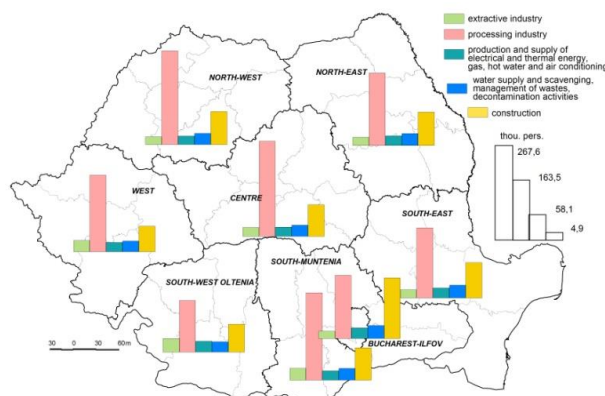 extractive industry
processing industry
production and supply of
electrical and thermal energy,
gas, hot water and air conditioning
water supply and scavenging,
management of wastes,
decontamination activities
construction
thou. pers.
267,6
163,5
58,1
4,9
NORTH-WEST
NORTH-EAST
WEST
CENTRE
SOUTH-EAST
SOUTH-WEST OLTENIA
SOUTH-MUNTENIA
BUCHAREST-ILFOV
30 0 30 60m